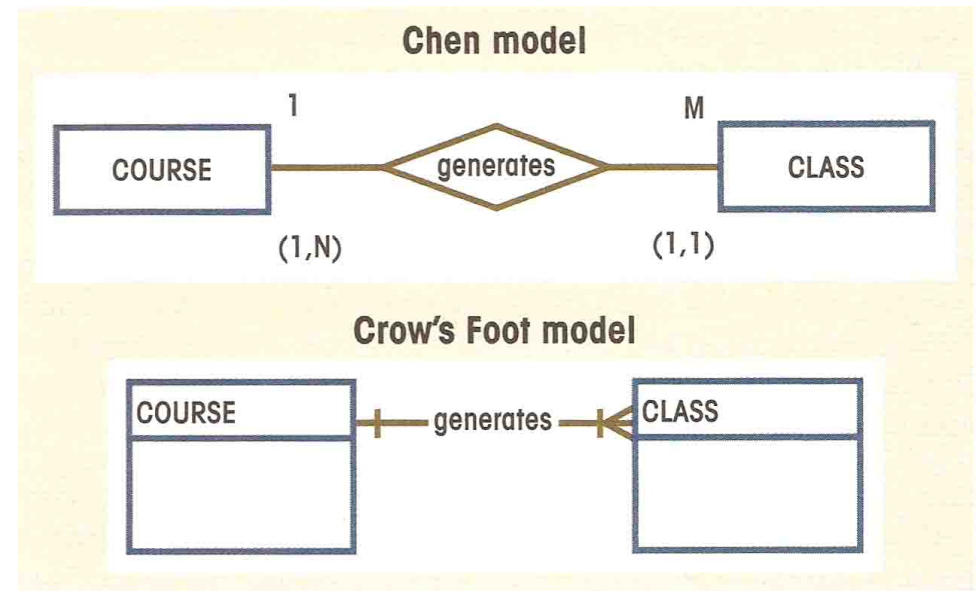 Chen model
1 M
COURSE generates CLASS
(1,N) (1,1)
Crow's Foot model
COURSE generates CLASS